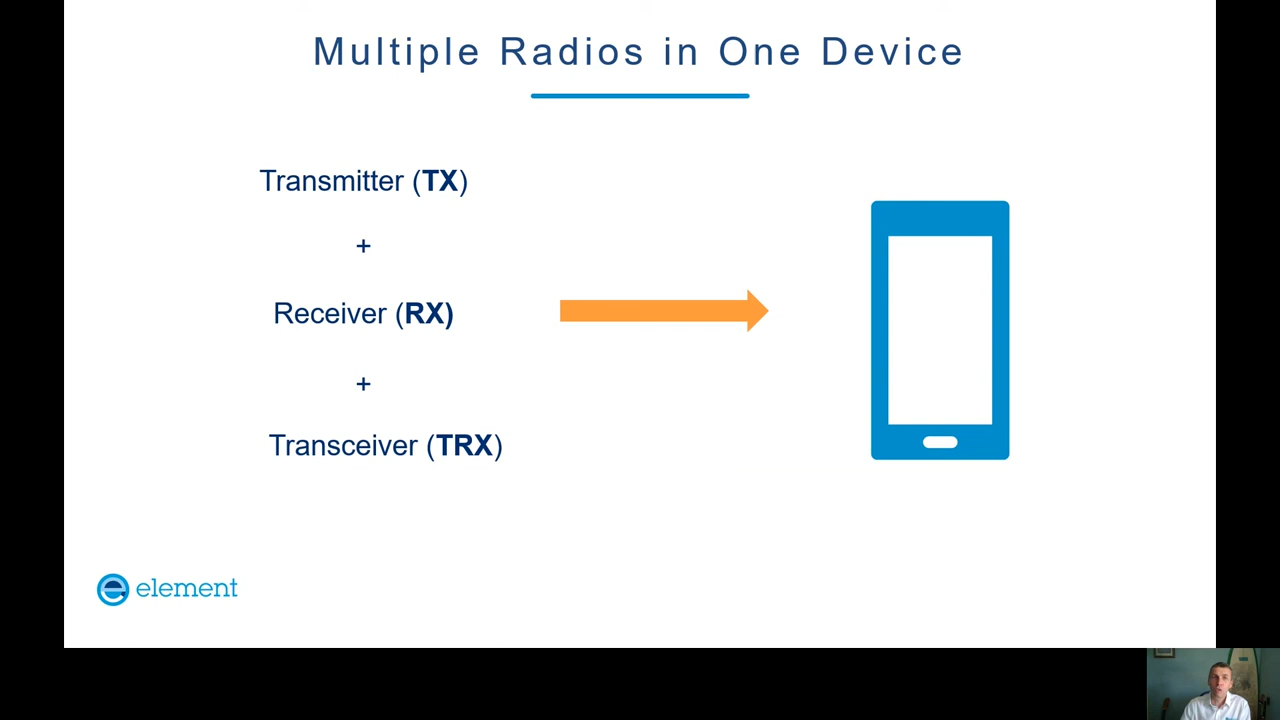 Multiple Radios in One Device
Transmitter (TX)
+
Receiver (RX)
+
Transceiver (TRX)
element